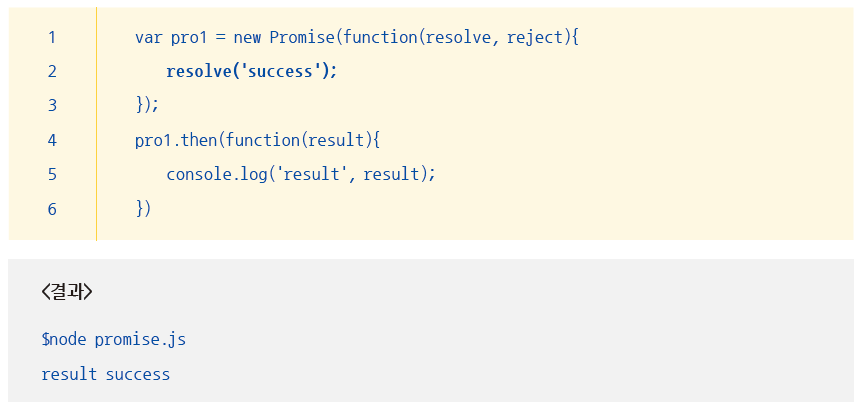 1 var pro1 = new Promise(function(resolve, reject){
2 resolve('success');
3 });
4 pro1.then(function(result){
5 console.log('result', result);
6 })
<결과>
$node promise.js
result success